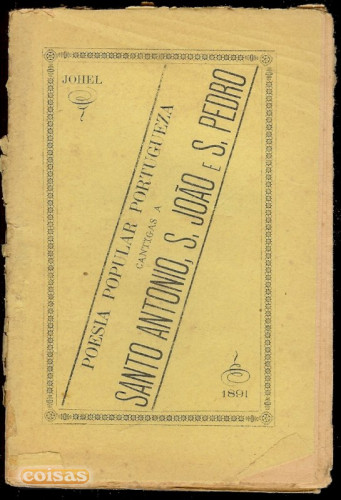 JOHEL
POESIA POPULAR PORTUGUEZA
CANTIGAS A
SANTO ANTONIO, S. JOÃO E S. PEDRO
1891
coisas